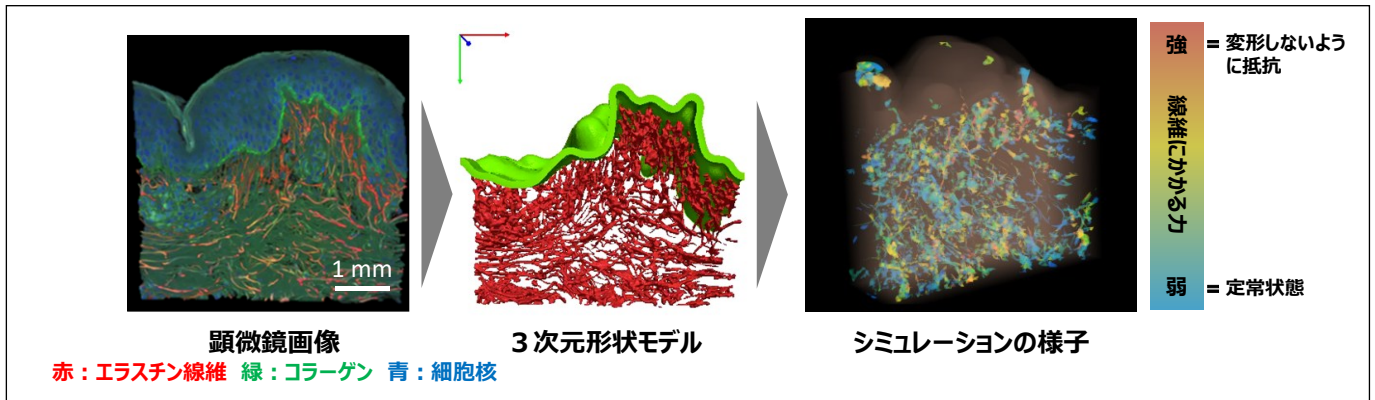 1 mm
顕微鏡画像
赤：エラスチン線維 緑：コラーゲン 青：細胞核
３次元形状モデル
シミュレーションの様子
強
線維にかかる力
弱
= 変形しないよう
に抵抗
= 定常状態